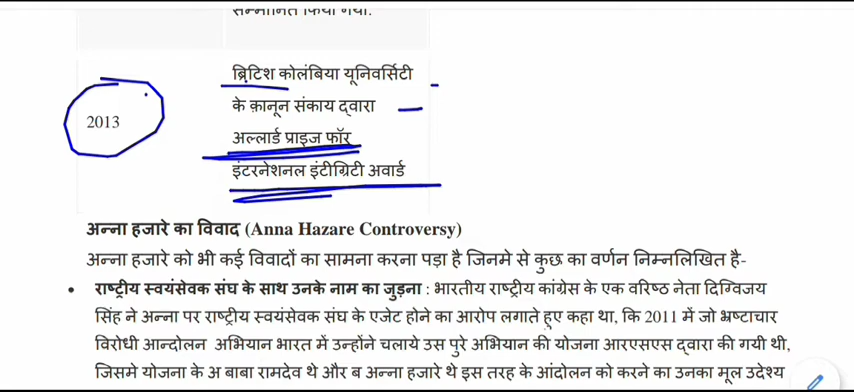 सम्मानित किया गया.
ब्रिटिश कोलंबिया यूनिवर्सिटी
के क़ानून संकाय द्वारा
2013
अल्लार्ड प्राइज फॉर
इंटरनेशनल इंटीग्रिटी अवार्ड
अन्ना हजारे का विवाद (Anna Hazare Controversy)
अन्ना हजारे को भी कई विवादों का सामना करना पड़ा है जिनमे से कुछ का वर्णन निम्नलिखित है-
• राष्ट्रीय स्वयंसेवक संघ के साथ उनके नाम का जुड़ना : भारतीय राष्ट्रीय कांग्रेस के एक वरिष्ठ नेता दिग्विजय
सिंह ने अन्ना पर राष्ट्रीय स्वयंसेवक संघ के एजेंट होने का आरोप लगाते हुए कहा था, कि 2011 में जो भ्रष्टाचार
विरोधी आन्दोलन अभियान भारत में उन्होंने चलाये उस पुरे अभियान की योजना आरएसएस द्वारा की गयी थी,
जिसमे योजना के अ बाबा रामदेव थे और ब अन्ना हजारे थे इस तरह के आंदोलन को करने का उनका मूल उदेश्य